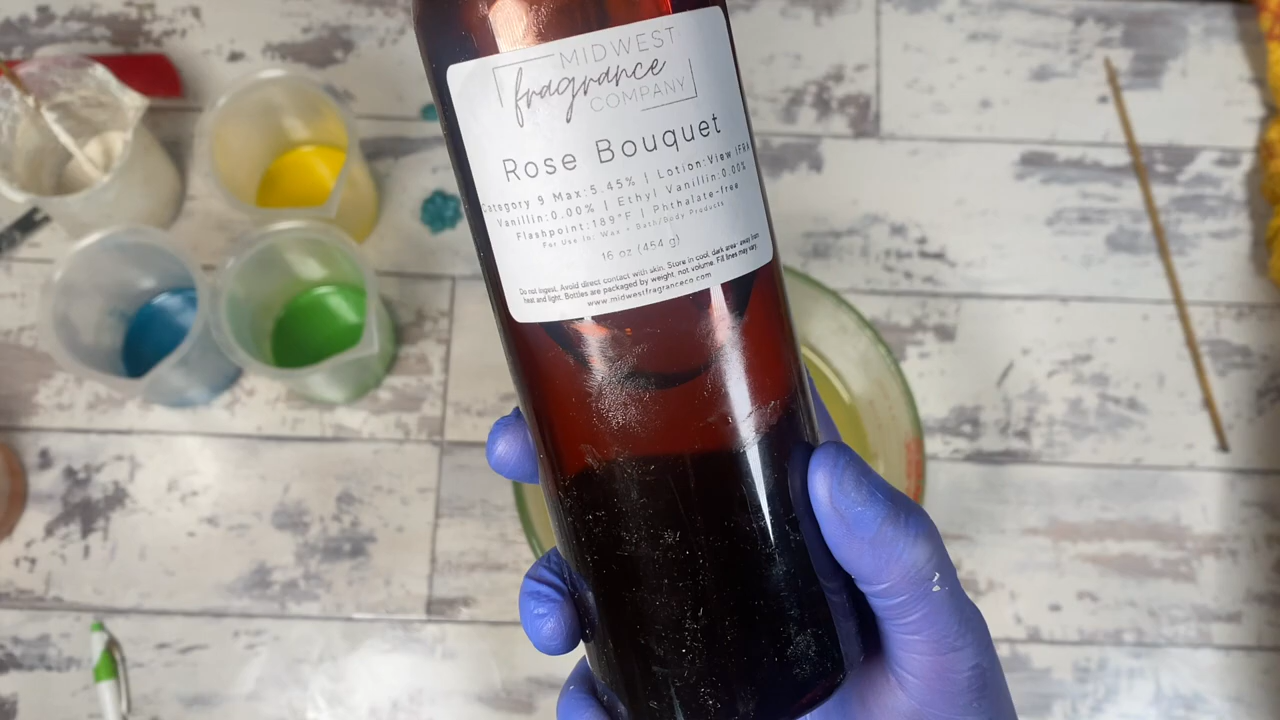 MIDWEST
fragrance
COMPANY
Rose Bouquet
Category 9 Max:5.45% | Lotion:View IFRA
Vanillin:0.00% | Ethyl Vanillin:0.00%
Flashpoint:189°F | Phthalate-free
For Use In: Wax - Bath/Body Products
16 oz (454 g)
Do not ingest. Avoid direct contact with skin. Store in cool, dark area- away from
heat and light. Bottles are packaged by weight, not volume. Fill lines may vary.
www.midwestfragranceco.com